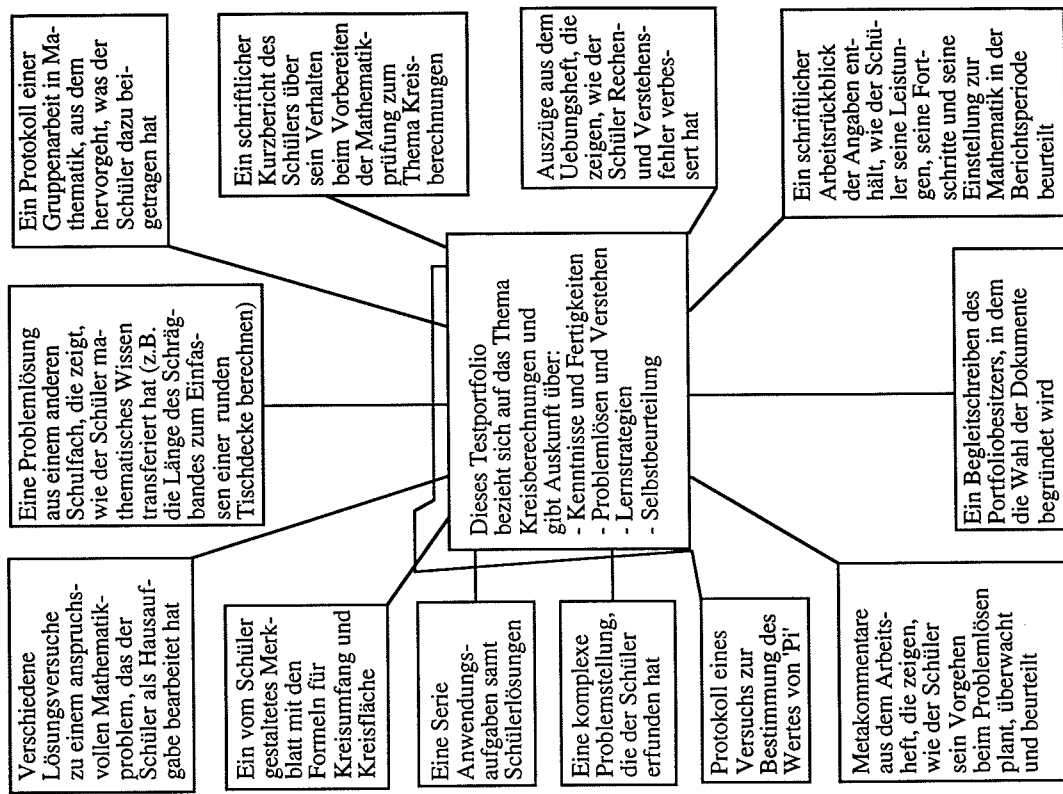 Verschiedene
Lösungsversuche
zu einem anspruchs-
vollen Mathematik-
problem, das der
Schüler als Hausauf-
gabe bearbeitet hat
Eine Problemlösung
aus einem anderen
Schulfach, die zeigt,
wie der Schüler ma-
thematisches Wissen
transferiert hat (z.B.
die Länge des Schräg-
bandes zum Einfas-
sen einer runden
Tischdecke berechnen)
Ein Protokoll einer
Gruppenarbeit in Ma-
thematik, aus dem
hervorgeht, was der
Schüler dazu bei-
getragen hat
Ein vom Schüler
gestaltetes Merk-
blatt mit den
Formeln für
Kreisumfang und
Kreisfläche
Ein schriftlicher
Kurzbericht des
Schülers über
sein Verhalten
beim Vorbereiten
der Mathematik-
prüfung zum
Thema Kreis-
berechnungen
Eine Serie
Anwendungs-
aufgaben samt
Schülerlösungen
Dieses Testportfolio
bezieht sich auf das Thema
Kreisberechnungen und
gibt Auskunft über:
- Kenntnisse und Fertigkeiten
- Problemlösen und Verstehen
- Lernstrategien
- Selbstbeurteilung
Auszüge aus dem
Uebungsheft, die
zeigen, wie der
Schüler Rechen-
und Verstehens-
fehler verbes-
sert hat
Eine komplexe
Problemstellung,
die der Schüler
erfunden hat
Protokoll eines
Versuchs zur
Bestimmung des
Wertes von 'Pi'
Metakommentare
aus dem Arbeits-
heft, die zeigen,
wie der Schüler
sein Vorgehen
beim Problemlösen
plant, überwacht
und beurteilt
Ein Begleitschreiben des
Portfoliobesitzers, in dem
die Wahl der Dokumente
begründet wird
Ein schriftlicher
Arbeitsrückblick
der Angaben ent-
hält, wie der Schü-
ler seine Leistun-
gen, seine Fort-
schritte und seine
Einstellung zur
Mathematik in der
Berichtsperiode
beurteilt